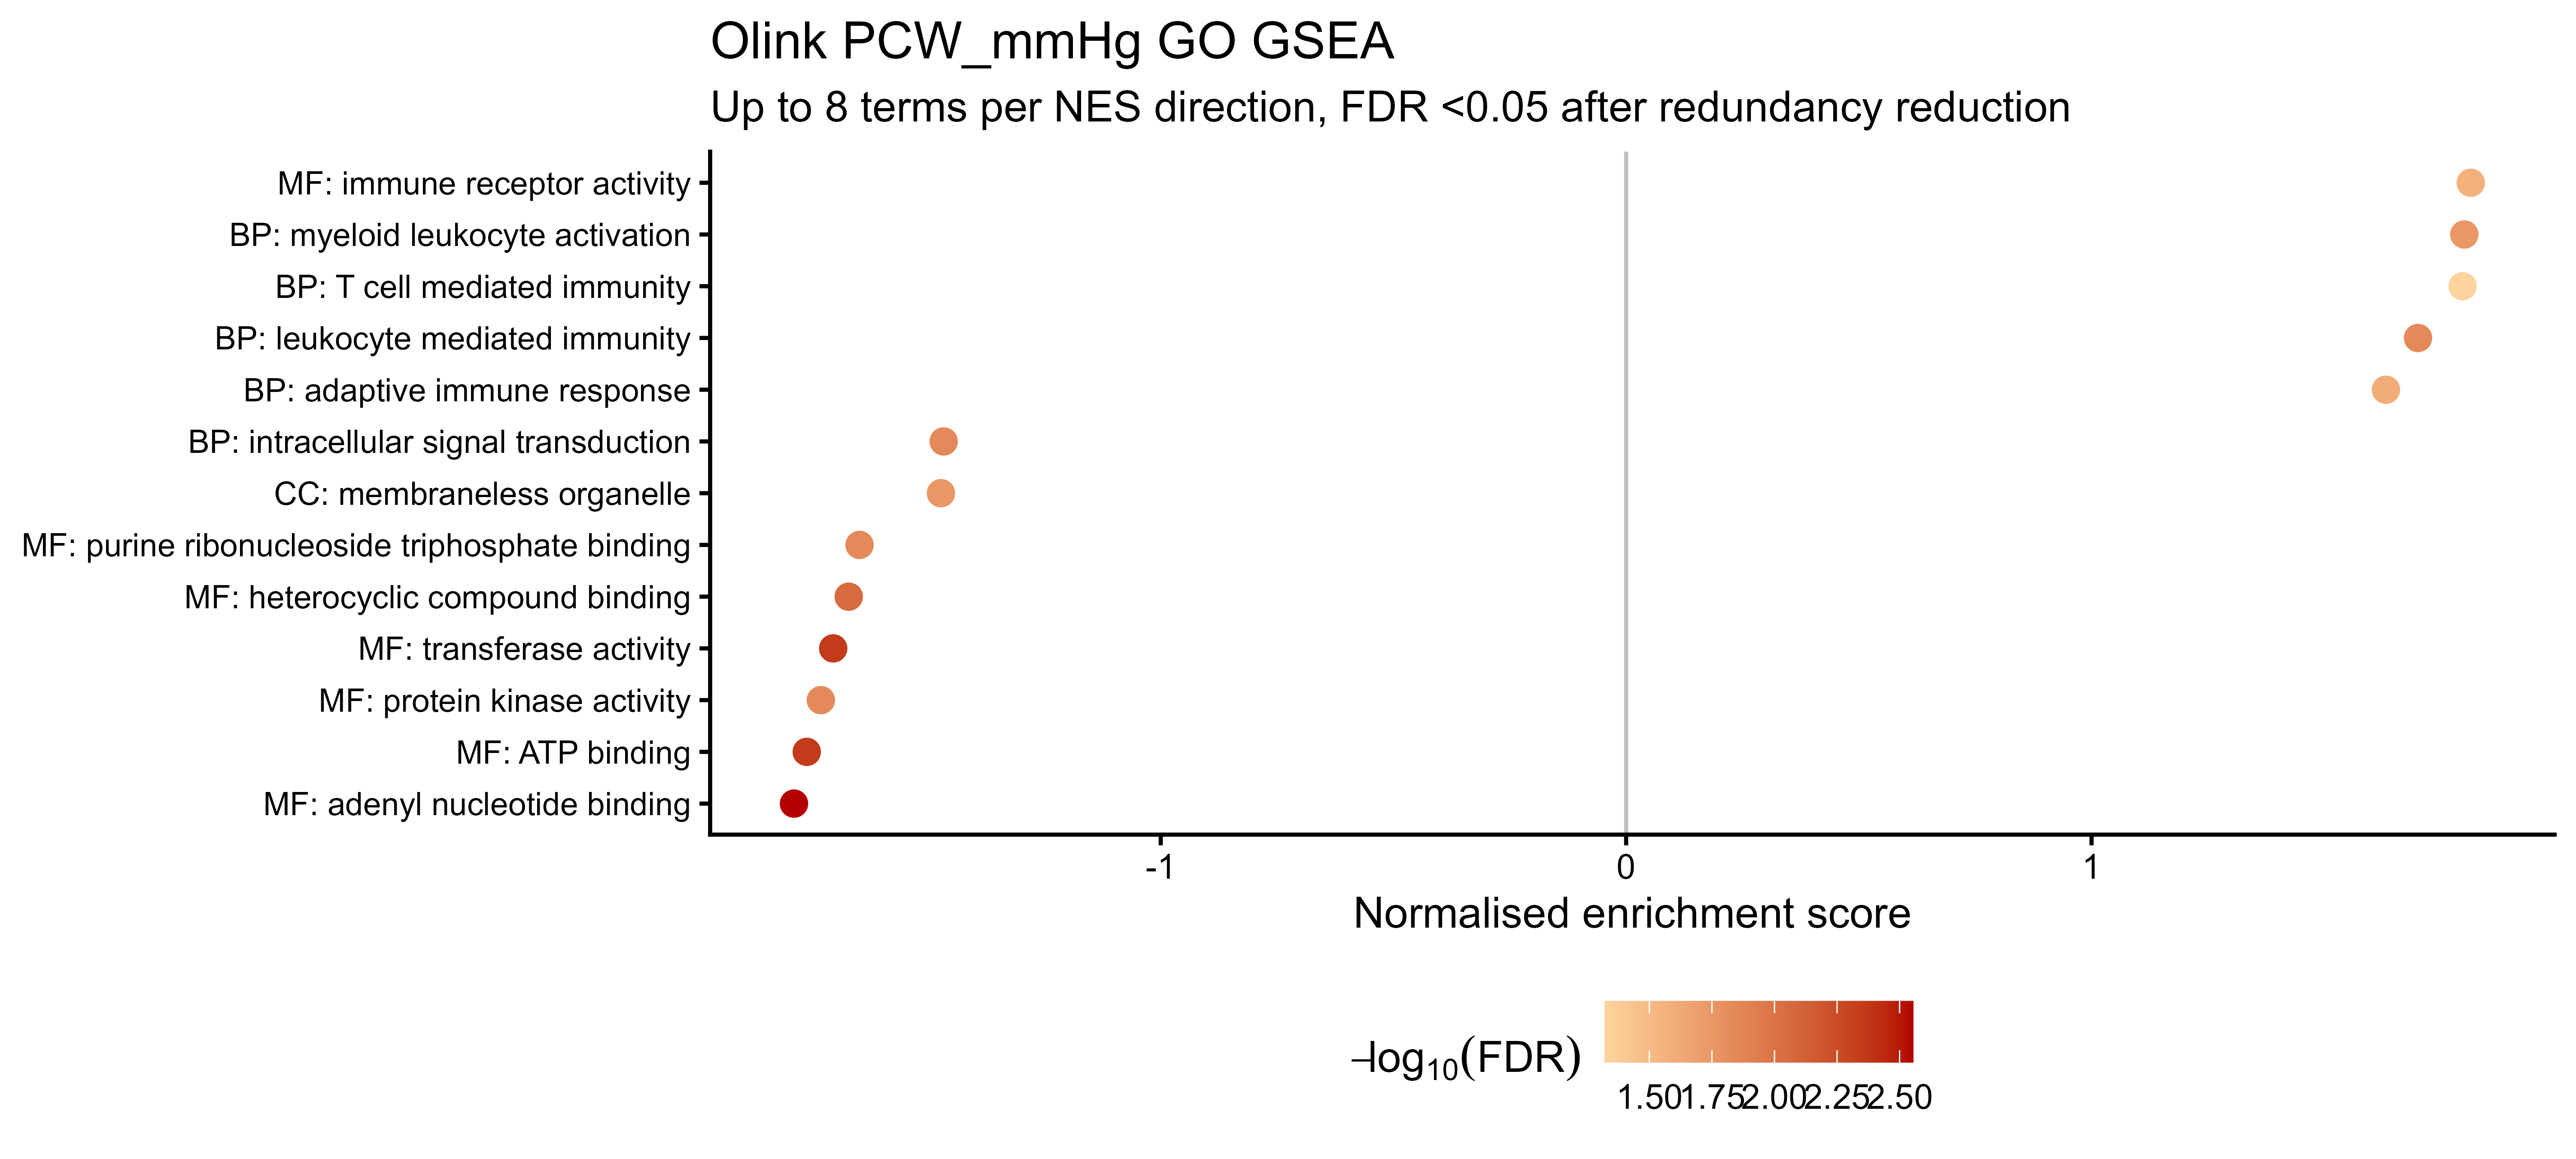 Olink PCW_mmHg GO GSEA
Up to 8 terms per NES direction, FDR <0.05 after redundancy reduction
MF: immune receptor activity
BP: myeloid leukocyte activation
BP: T cell mediated immunity
BP: leukocyte mediated immunity
BP: adaptive immune response
BP: intracellular signal transduction
CC: membraneless organelle
MF: purine ribonucleoside triphosphate binding
MF: heterocyclic compound binding
MF: transferase activity
MF: protein kinase activity
MF: ATP binding
MF: adenyl nucleotide binding
-1 0 1
Normalised enrichment score
−log₁₀(FDR)
1.50 1.75 2.00 2.25 2.50